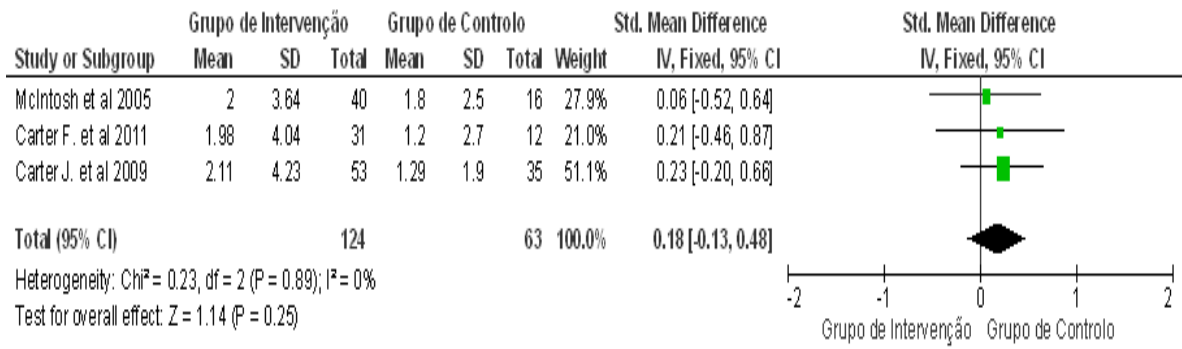 Grupo de Intervenção Grupo de Controlo Std. Mean Difference Std. Mean Difference
Study or Subgroup Mean SD Total Mean SD Total Weight IV, Fixed, 95% CI IV, Fixed, 95% CI
McIntosh et al 2005 2 3.64 40 1.8 2.5 16 27.9% 0.06 [-0.52, 0.64]
Carter F. et al 2011 1.98 4.04 31 1.2 2.7 12 21.0% 0.21 [-0.46, 0.87]
Carter J. et al 2009 2.11 4.23 53 1.29 1.9 35 51.1% 0.23 [-0.20, 0.66]
Total (95% CI) 124 63 100.0% 0.18 [-0.13, 0.48]
Heterogeneity: Chi² = 0.23, df = 2 (P = 0.89); I² = 0%
Test for overall effect: Z = 1.14 (P = 0.25)
-2 -1 0 1 2
Grupo de Intervenção Grupo de Controlo